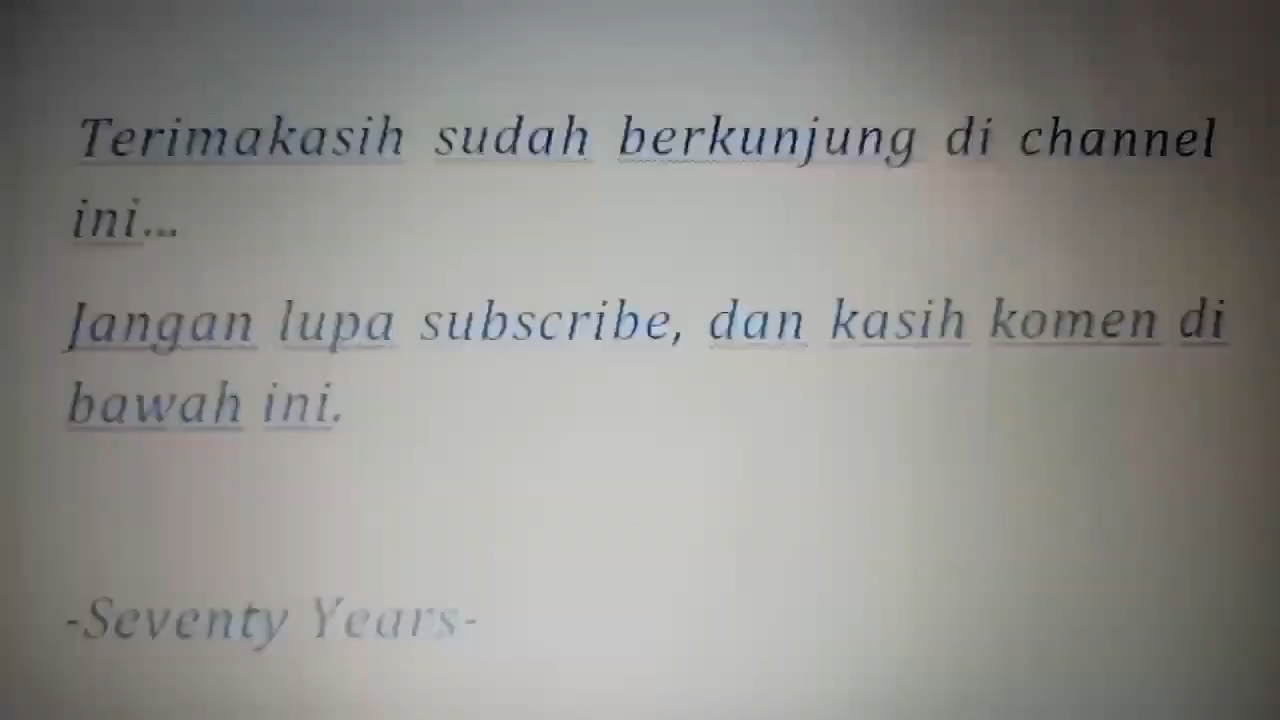 Terimakasih sudah berkunjung di channel
ini...
Jangan lupa subscribe, dan kasih komen di
bawah ini.
-Seventy Years-